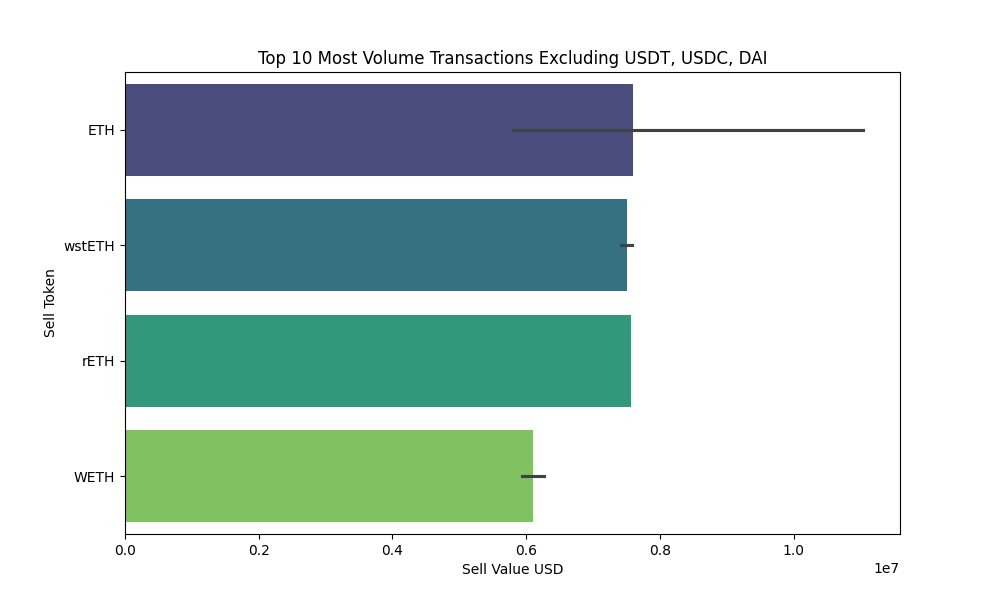 Top 10 Most Volume Transactions Excluding USDT, USDC, DAI
Sell Token
ETH
wstETH
rETH
WETH
0.0 0.2 0.4 0.6 0.8 1.0
1e7
Sell Value USD